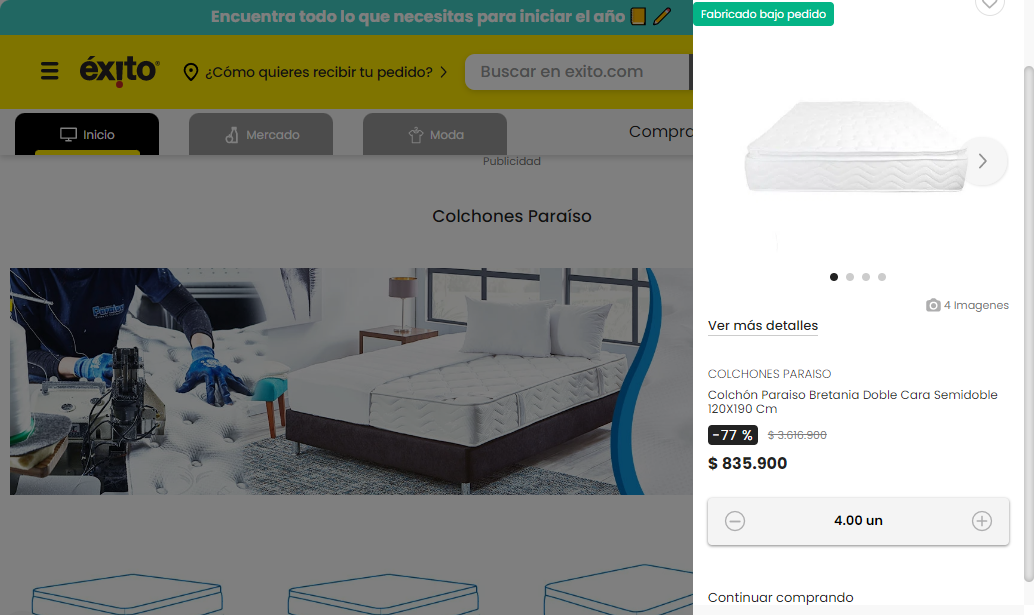 Encuentra todo lo que necesitas para iniciar el año
éxito
¿Cómo quieres recibir tu pedido?
Buscar en exito.com
Inicio
Mercado
Moda
Compra
Publicidad
Colchones Paraíso
Paraíso
Fabricado bajo pedido
4 Imagenes
Ver más detalles
COLCHONES PARAISO
Colchón Paraiso Bretania Doble Cara Semidoble
120X190 Cm
-77 %
$ 3.616.900
$ 835.900
4.00 un
Continuar comprando